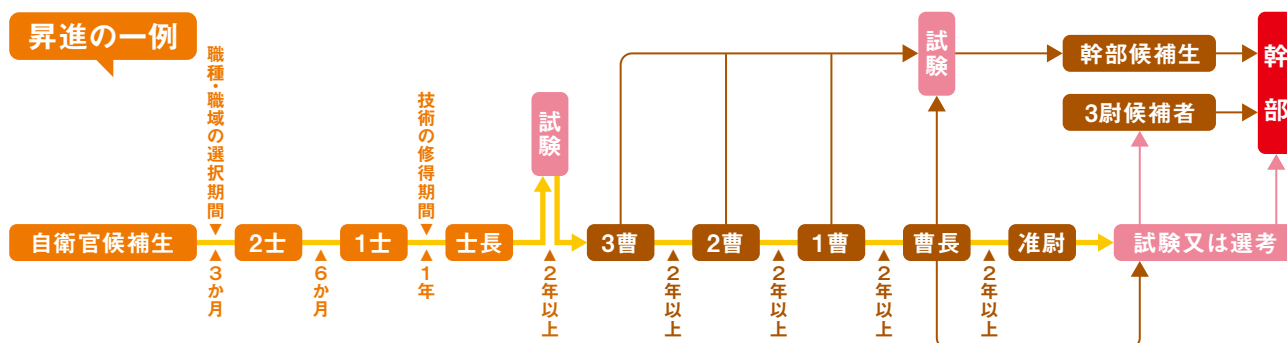 昇進の一例
職種・職域の選択期間
技術の修得期間
試験
試験
幹部候補生
3尉候補者
幹部
自衛官候補生
2士
1士
士長
3曹
2曹
1曹
曹長
准尉
試験又は選考
3か月
6か月
1年
2年以上
2年以上
2年以上
2年以上
2年以上